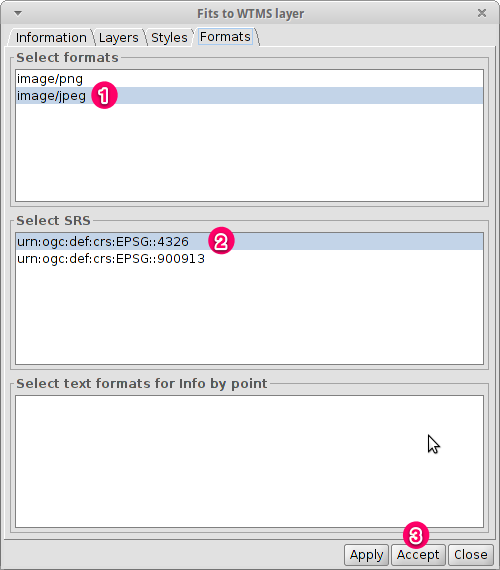 Fits to WTMS layer
Information Layers Styles Formats
Select formats
image/png
image/jpeg 1
Select SRS
urn:ogc:def:crs:EPSG::4326 2
urn:ogc:def:crs:EPSG::900913
Select text formats for Info by point
3
Apply Accept Close